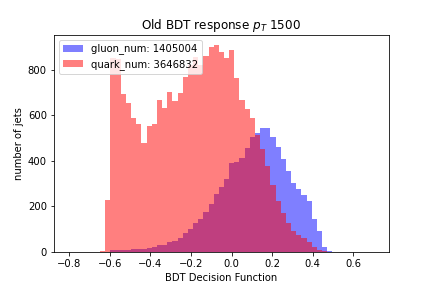 Old BDT response $p_T$ 1500
gluon_num: 1405004
quark_num: 3646832
number of jets
800
600
400
200
0
−0.8 −0.6 −0.4 −0.2 0.0 0.2 0.4 0.6
BDT Decision Function